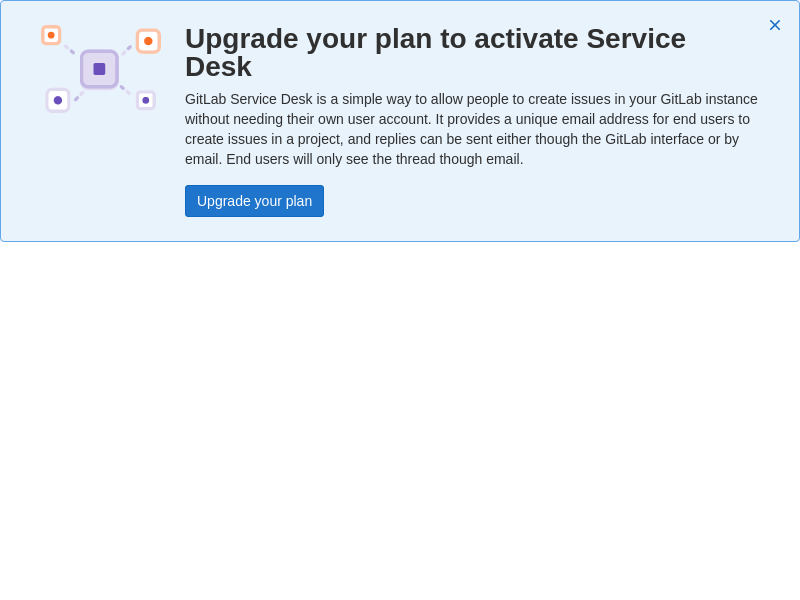 Upgrade your plan to activate Service
Desk
GitLab Service Desk is a simple way to allow people to create issues in your GitLab instance
without needing their own user account. It provides a unique email address for end users to
create issues in a project, and replies can be sent either though the GitLab interface or by
email. End users will only see the thread though email.
Upgrade your plan